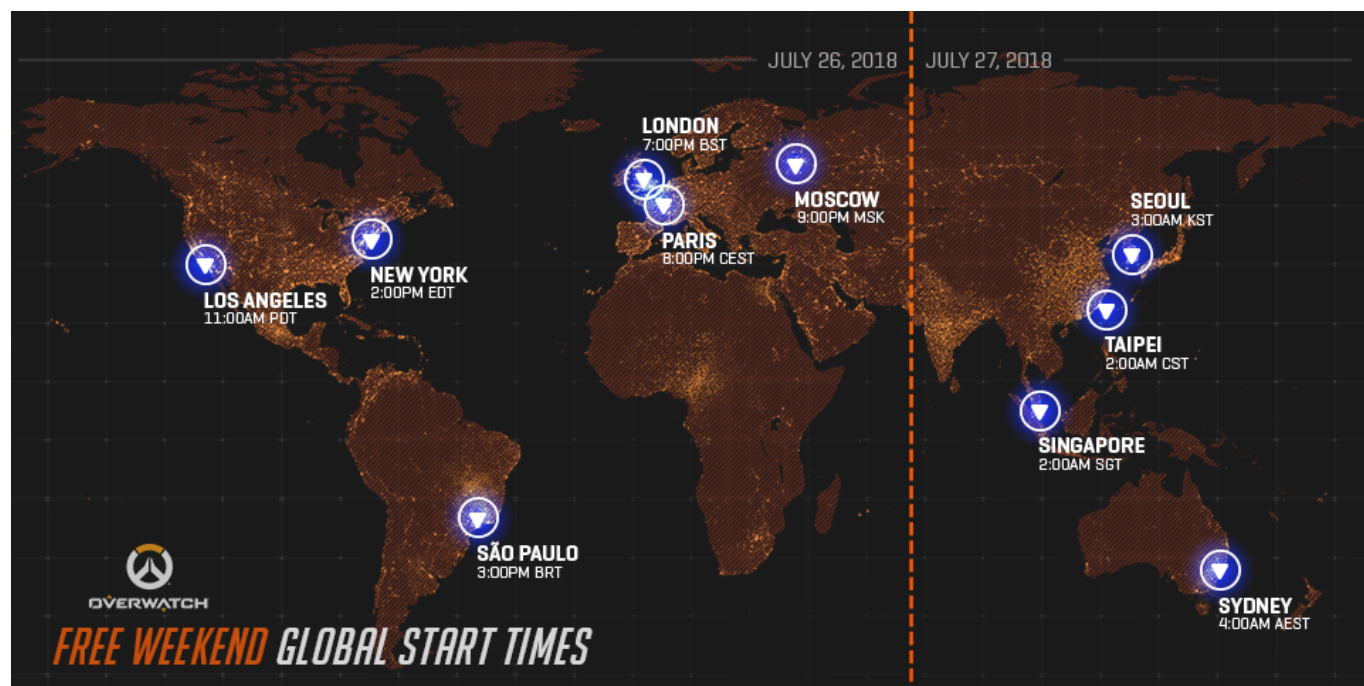 JULY 26, 2018
JULY 27, 2018
LONDON
7:00PM BST
MOSCOW
9:00PM MSK
SEOUL
3:00AM KST
PARIS
8:00PM CEST
NEW YORK
2:00PM EDT
LOS ANGELES
11:00AM PDT
TAIPEI
2:00AM CST
SINGAPORE
2:00AM SGT
SÃO PAULO
3:00PM BRT
SYDNEY
4:00AM AEST
OVERWATCH
FREE WEEKEND GLOBAL START TIMES